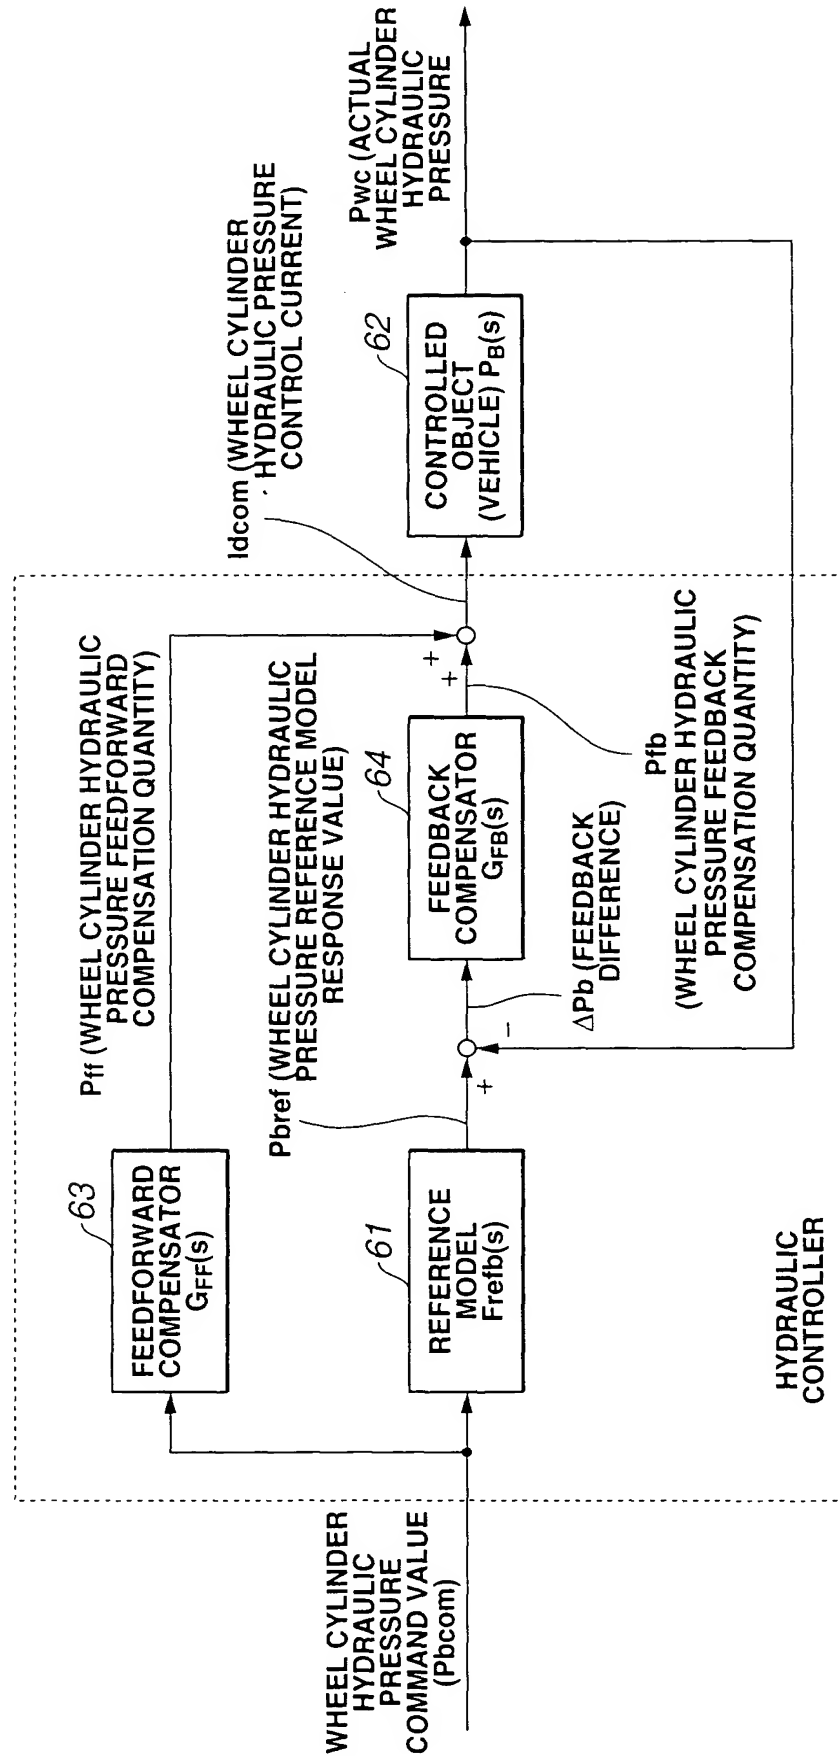 WHEEL CYLINDER
HYDRAULIC
PRESSURE
COMMAND VALUE
(Pbcom)
63
FEEDFORWARD
COMPENSATOR
GFF(s)
Pff (WHEEL CYLINDER HYDRAULIC
PRESSURE FEEDFORWARD
COMPENSATION QUANTITY)
61
REFERENCE
MODEL
Frefb(s)
Pbref (WHEEL CYLINDER HYDRAULIC
PRESSURE REFERENCE MODEL
RESPONSE VALUE)
+
-
ΔPb (FEEDBACK
DIFFERENCE)
64
FEEDBACK
COMPENSATOR
GFB(s)
+
+
Pfb
(WHEEL CYLINDER HYDRAULIC
PRESSURE FEEDBACK
COMPENSATION QUANTITY)
Idcom (WHEEL CYLINDER
HYDRAULIC PRESSURE
CONTROL CURRENT)
62
CONTROLLED
OBJECT
(VEHICLE) PB(s)
Pwc (ACTUAL
WHEEL CYLINDER
HYDRAULIC
PRESSURE
HYDRAULIC
CONTROLLER